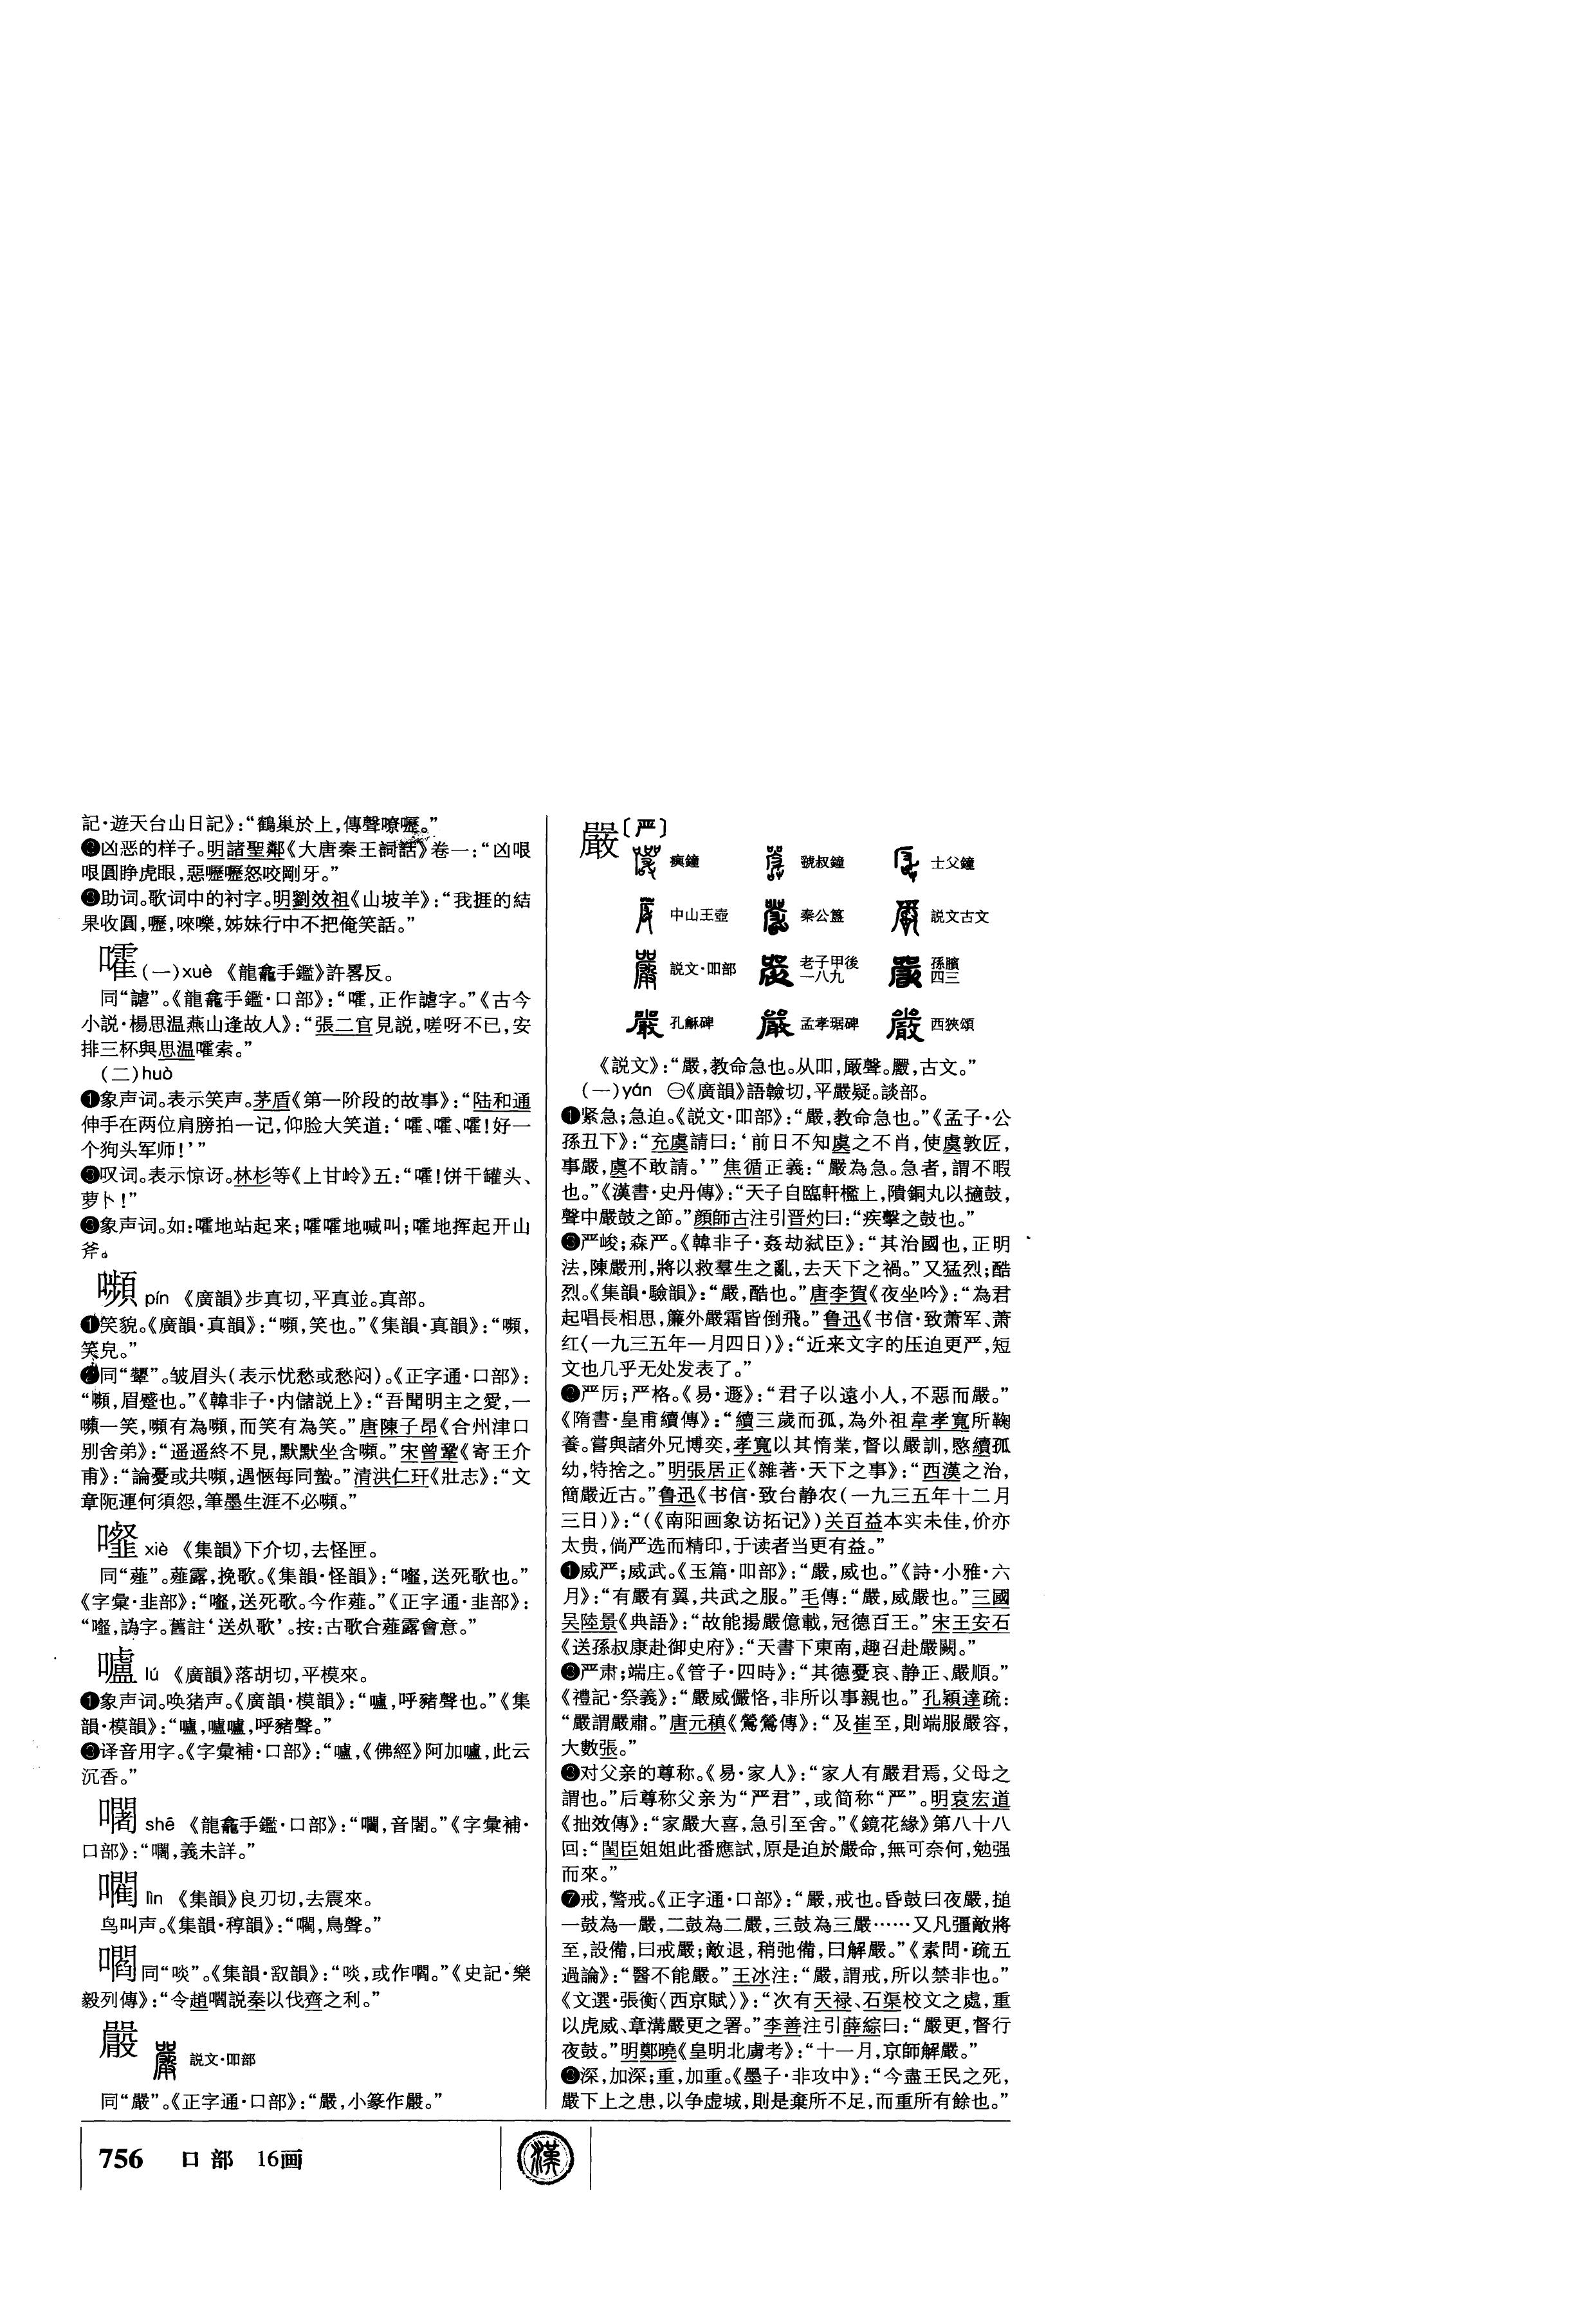 記·遊天台山日記》：“鶴巢於上，傳聲嘹嚦。”
❷凶恶的样子。明諸聖鄰《大唐秦王詞話》卷一：“凶哏
哏圓睁虎眼，惡嚦嚦怒咬剛牙。”
❸助词。歌词中的衬字。明劉效祖《山坡羊》：“我捱的結
果收圓，嚦，唻嚛，姊妹行中不把俺笑話。”
嚯(一)xuè 《龍龕手鑑》許畧反。
同“謔”。《龍龕手鑑·口部》：“嚯，正作謔字。”《古今
小説·楊思温燕山逢故人》：“張二官見説，嗟呀不已，安
排三杯與思温嚯索。”
(二)huò
❶象声词。表示笑声。茅盾《第一阶段的故事》：“陆和通
伸手在两位肩膀拍一记，仰脸大笑道：‘嚯、嚯、嚯！好一
个狗头军师！’”
❸叹词。表示惊讶。林杉等《上甘岭》五：“嚯！饼干罐头、
萝卜！”
❸象声词。如：嚯地站起来；嚯嚯地喊叫；嚯地挥起开山
斧。
嚬 pín 《廣韻》步真切，平真並。真部。
❶笑貌。《廣韻·真韻》：“嚬，笑也。”《集韻·真韻》：“嚬，
笑皃。”
❷同“顰”。皱眉头(表示忧愁或愁闷)。《正字通·口部》：
“嚬，眉蹙也。”《韓非子·内儲説上》：“吾聞明主之愛，一
嚬一笑，嚬有為嚬，而笑有為笑。”唐陳子昂《合州津口
别舍弟》：“遥遥終不見，默默坐含嚬。”宋曾鞏《寄王介
甫》：“論憂或共嚬，遇愜每同蟄。”清洪仁玕《壯志》：“文
章阨運何須怨，筆墨生涯不必嚬。”
xiè 《集韻》下介切，去怪匣。
同“薤”。薤露，挽歌。《集韻·怪韻》：“，送死歌也。”
《字彙·韭部》：“，送死歌。今作薤。”《正字通·韭部》：
“，譌字。舊註‘送歌’。按：古歌合薤露會意。”
嚧 lú 《廣韻》落胡切，平模來。
❶象声词。唤猪声。《廣韻·模韻》：“嚧，呼豬聲也。”《集
韻·模韻》：“嚧，嚧嚧，呼豬聲。”
❸译音用字。《字彙補·口部》：“嚧，《佛經》阿加嚧，此云
沉香。”
shē 《龍龕手鑑·口部》：“，音闍。”《字彙補·
口部》：“，義未詳。”
lìn 《集韻》良刃切，去震來。
鸟叫声。《集韻·稕韻》：“，鳥聲。”
嚪同“啖”。《集韻·敢韻》：“啖，或作嚪。”《史記·樂
毅列傳》：“令趙嚪説秦以伐齊之利。”
説文·吅部
同“嚴”。《正字通·口部》：“嚴，小篆作。”
嚴〔严〕
𤼈鐘 虢叔鐘 士父鐘
中山王壺 秦公簋 説文古文
説文·吅部 老子甲後一八九 孫臏四三
孔龢碑 孟孝琚碑 西狹頌
《説文》：“嚴，教命急也。从吅，厰聲。，古文。”
(一)yán ㊀《廣韻》語𩏩切，平嚴疑。談部。
❶紧急；急迫。《説文·吅部》：“嚴，教命急也。”《孟子·公
孫丑下》：“充虞請曰：‘前日不知虞之不肖，使虞敦匠，
事嚴，虞不敢請。’”焦循正義：“嚴為急。急者，謂不暇
也。”《漢書·史丹傳》：“天子自臨軒檻上，隤銅丸以擿鼓，
聲中嚴鼓之節。”顔師古注引晋灼曰：“疾擊之鼓也。”
❸严峻；森严。《韓非子·姦劫弑臣》：“其治國也，正明
法，陳嚴刑，將以救羣生之亂，去天下之禍。”又猛烈；酷
烈。《集韻·驗韻》：“嚴，酷也。”唐李賀《夜坐吟》：“為君
起唱長相思，簾外嚴霜皆倒飛。”鲁迅《书信·致萧军、萧
红(一九三五年一月四日)》：“近来文字的压迫更严，短
文也几乎无处发表了。”
❸严厉；严格。《易·遯》：“君子以遠小人，不惡而嚴。”
《隋書·皇甫績傳》：“績三歲而孤，為外祖韋孝寬所鞠
養。嘗與諸外兄博奕，孝寬以其惰業，督以嚴訓，愍績孤
幼，特捨之。”明張居正《雜著·天下之事》：“西漢之治，
簡嚴近古。”鲁迅《书信·致台静农(一九三五年十二月
三日)》：“(《南阳画象访拓记》)关百益本实未佳，价亦
太贵，倘严选而精印，于读者当更有益。”
❶威严；威武。《玉篇·吅部》：“嚴，威也。”《詩·小雅·六
月》：“有嚴有翼，共武之服。”毛傳：“嚴，威嚴也。”三國
吴陸景《典語》：“故能揚嚴億載，冠德百王。”宋王安石
《送孫叔康赴御史府》：“天書下東南，趣召赴嚴闕。”
❸严肃；端庄。《管子·四時》：“其德憂哀、静正、嚴順。”
《禮記·祭義》：“嚴威儼恪，非所以事親也。”孔穎達疏：
“嚴謂嚴肅。”唐元稹《鶯鶯傳》：“及崔至，則端服嚴容，
大數張。”
❸对父亲的尊称。《易·家人》：“家人有嚴君焉，父母之
謂也。”后尊称父亲为“严君”，或简称“严”。明袁宏道
《拙效傳》：“家嚴大喜，急引至舍。”《鏡花緣》第八十八
回：“閨臣姐姐此番應試，原是迫於嚴命，無可奈何，勉强
而來。”
❼戒，警戒。《正字通·口部》：“嚴，戒也。昏鼓曰夜嚴，搥
一鼓為一嚴，二鼓為二嚴，三鼓為三嚴……又凡彊敵將
至，設備，曰戒嚴；敵退，稍弛備，曰解嚴。”《素問·疏五
過論》：“醫不能嚴。”王冰注：“嚴，謂戒，所以禁非也。”
《文選·張衡〈西京賦〉》：“次有天禄、石渠校文之處，重
以虎威、章溝嚴更之署。”李善注引薛綜曰：“嚴更，督行
夜鼓。”明鄭曉《皇明北虜考》：“十一月，京師解嚴。”
❸深，加深；重，加重。《墨子·非攻中》：“今盡王民之死，
嚴下上之患，以争虚城，則是棄所不足，而重所有餘也。”
756 口部 16画
漢